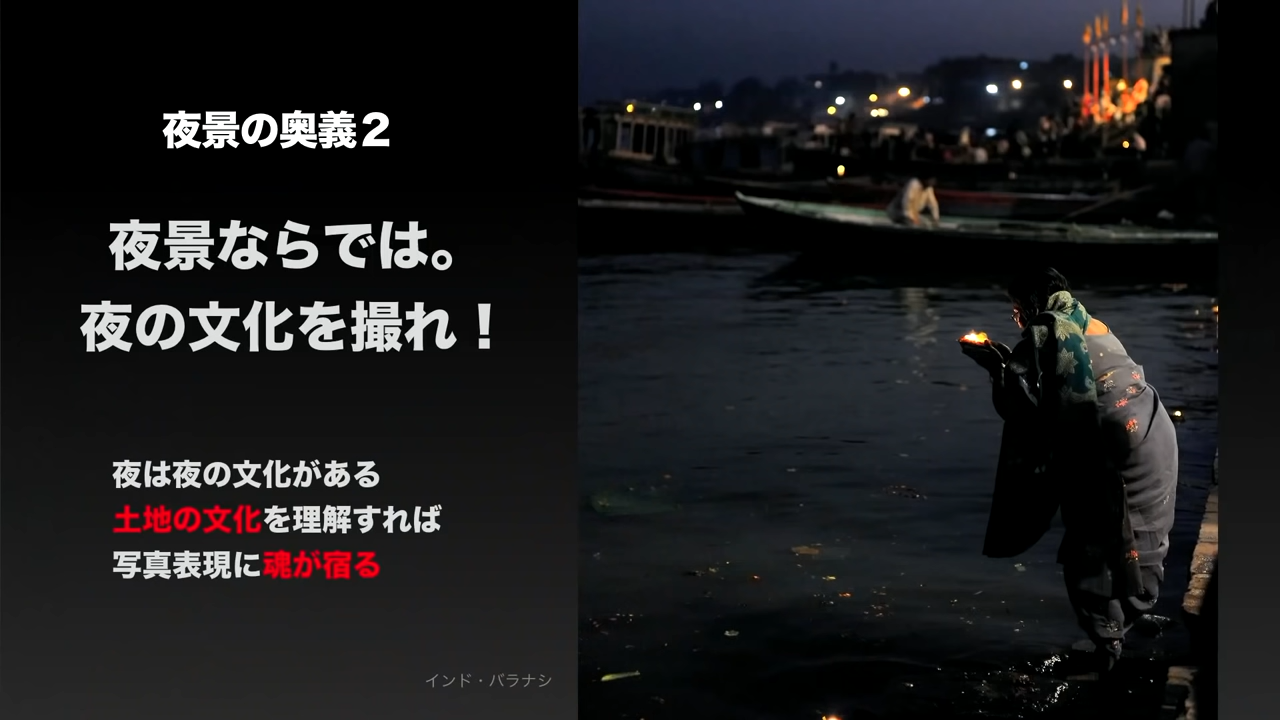 夜景の奥義２
夜景ならでは。
夜の文化を撮れ！
夜は夜の文化がある
土地の文化を理解すれば
写真表現に魂が宿る
インド・バラナシ